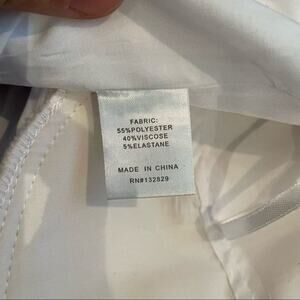 FABRIC:
55%POLYESTER
40%VISCOSE
5%ELASTANE
MADE IN CHINA
RN#132829